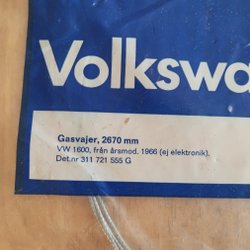 Volkswa
Gasvajer, 2670 mm
VW 1600, från årsmod. 1966 (ej elektronik).
Det.nr 311 721 555 G